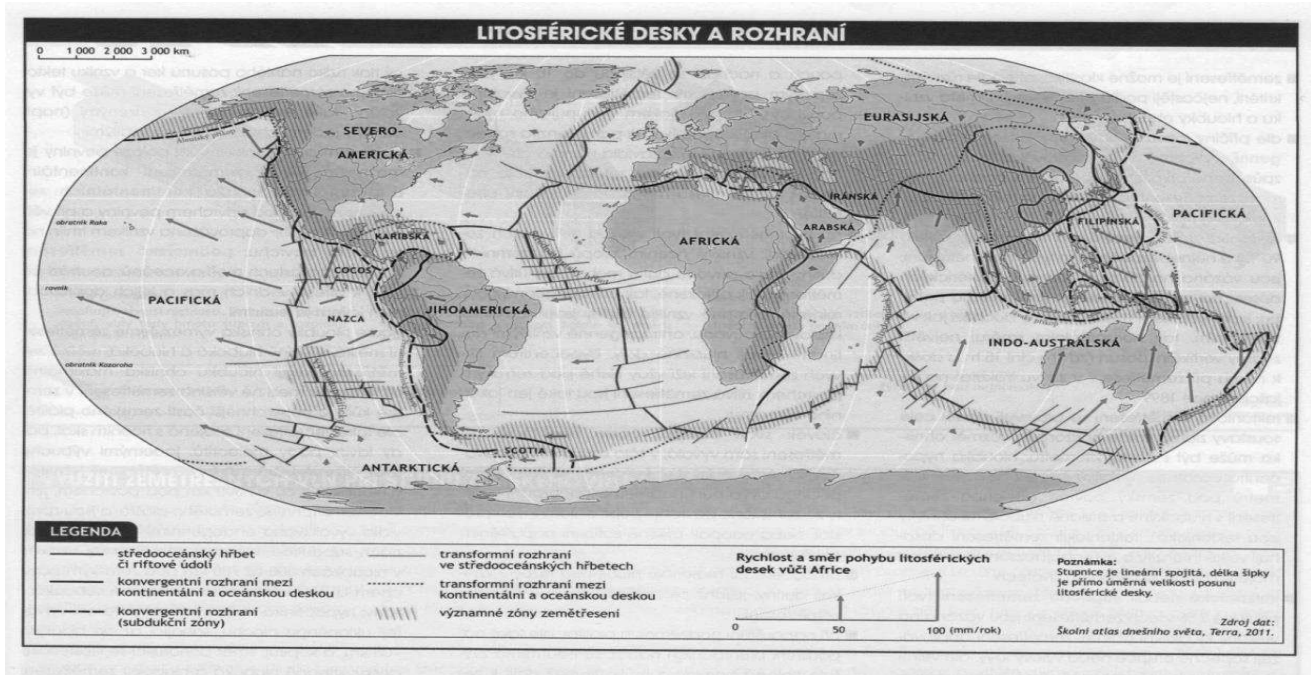 LITOSFÉRICKÉ DESKY A ROZHRANÍ
0 1 000 2 000 3 000 km
SEVERO-
AMERICKÁ
EURASIJSKÁ
Aleutský příkop
obratník Raka
KARIBSKÁ
COCOS
AFRICKÁ
ARABSKÁ
ÍRÁNSKÁ
FILIPÍNSKÁ
PACIFICKÁ
rovník
PACIFICKÁ
NAZCA
JIHOAMERICKÁ
INDO-AUSTRALSKÁ
Jávský příkop
obratník Kozoroha
SCOTIA
ANTARKTICKÁ
LEGENDA
středooceánský hřbet
či riftové údolí
konvergentní rozhraní mezi
kontinentální a oceánskou deskou
konvergentní rozhraní
(subdukční zóny)
transformní rozhraní
ve středooceánských hřbetech
transformní rozhraní mezi
kontinentální a oceánskou deskou
významné zóny zemětřesení
Rychlost a směr pohybu litosférických
desek vůči Africe
0 50 100 (mm/rok)
Poznámka:
Stupnice je lineární spojitá, délka šipky
je přímo úměrná velikosti posunu
litosférické desky.
Zdroj dat:
Školní atlas dnešního světa, Terra, 2011.